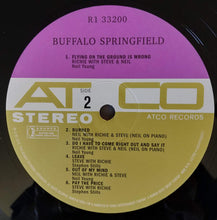 R1 33200
BUFFALO SPRINGFIELD
1. FLYING ON THE GROUND IS WRONG
RICHIE WITH STEVE & NEIL
Neil Young
ATCO
STEREO
SIDE
2
ATCO RECORDS
2. BURNED
NEIL WITH RICHIE & STEVE (NEIL ON PIANO)
Neil Young
3. DO I HAVE TO COME RIGHT OUT AND SAY IT
RICHIE WITH STEVE & NEIL (NEIL ON PIANO)
Neil Young
4. LEAVE
STEVE WITH RICHIE
Stephen Stills
5. OUT OF MY MIND
NEIL WITH RICHIE & STEVE
Neil Young
6. PAY THE PRICE
STEVE WITH RICHIE
Stephen Stills